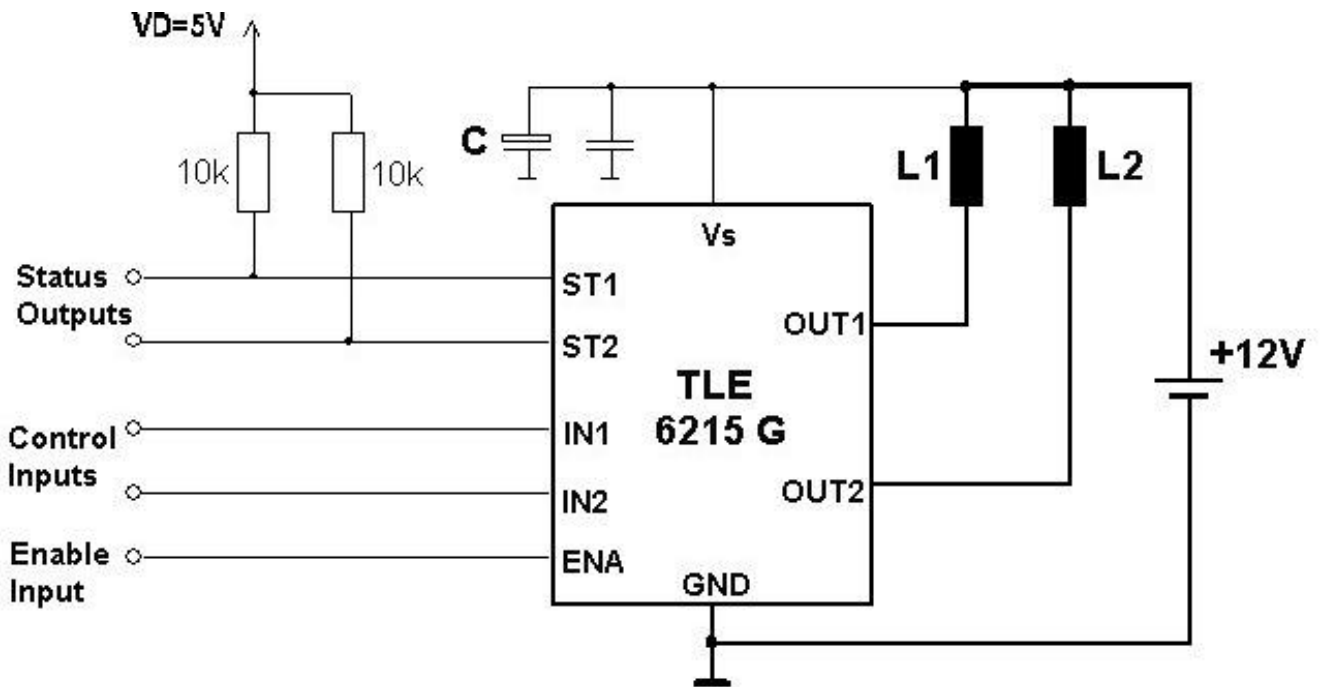 VD=5V
10k
10k
C
L1
L2
Vs
Status
Outputs
ST1
ST2
OUT1
+12V
TLE
6215 G
Control
Inputs
IN1
IN2
OUT2
Enable
Input
ENA
GND